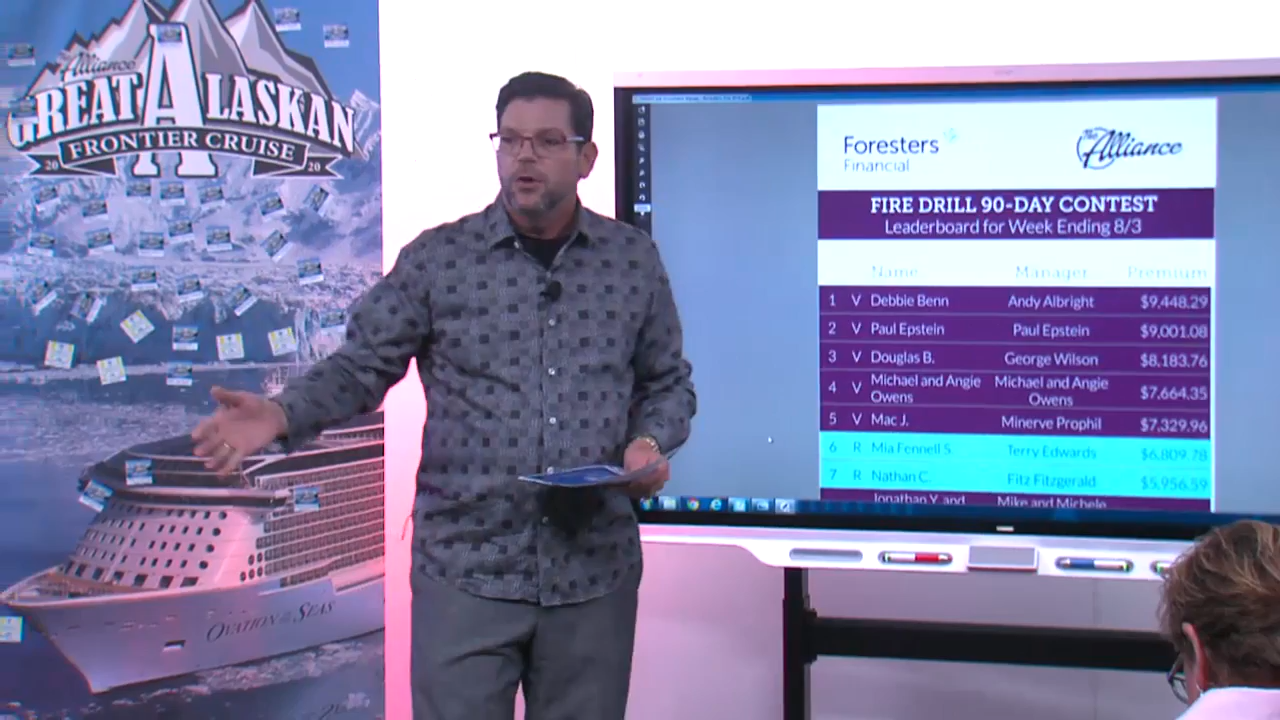 Alliance
GREAT ALASKAN
FRONTIER CRUISE
20 20
OVATION OF THE SEAS
Foresters
Financial
The Alliance
FIRE DRILL 90-DAY CONTEST
Leaderboard for Week Ending 8/3
Name Manager Premium
1 V Debbie Benn Andy Albright $9,448.29
2 V Paul Epstein Paul Epstein $9,001.08
3 V Douglas B. George Wilson $8,183.76
4 V Michael and Angie Owens Michael and Angie Owens $7,664.35
5 V Mac J. Minerve Prophil $7,329.96
6 R Mia Fennell S. Terry Edwards $6,809.78
7 R Nathan C. Fitz Fitzgerald $5,956.59
Jonathan Y. and Mike and Michele